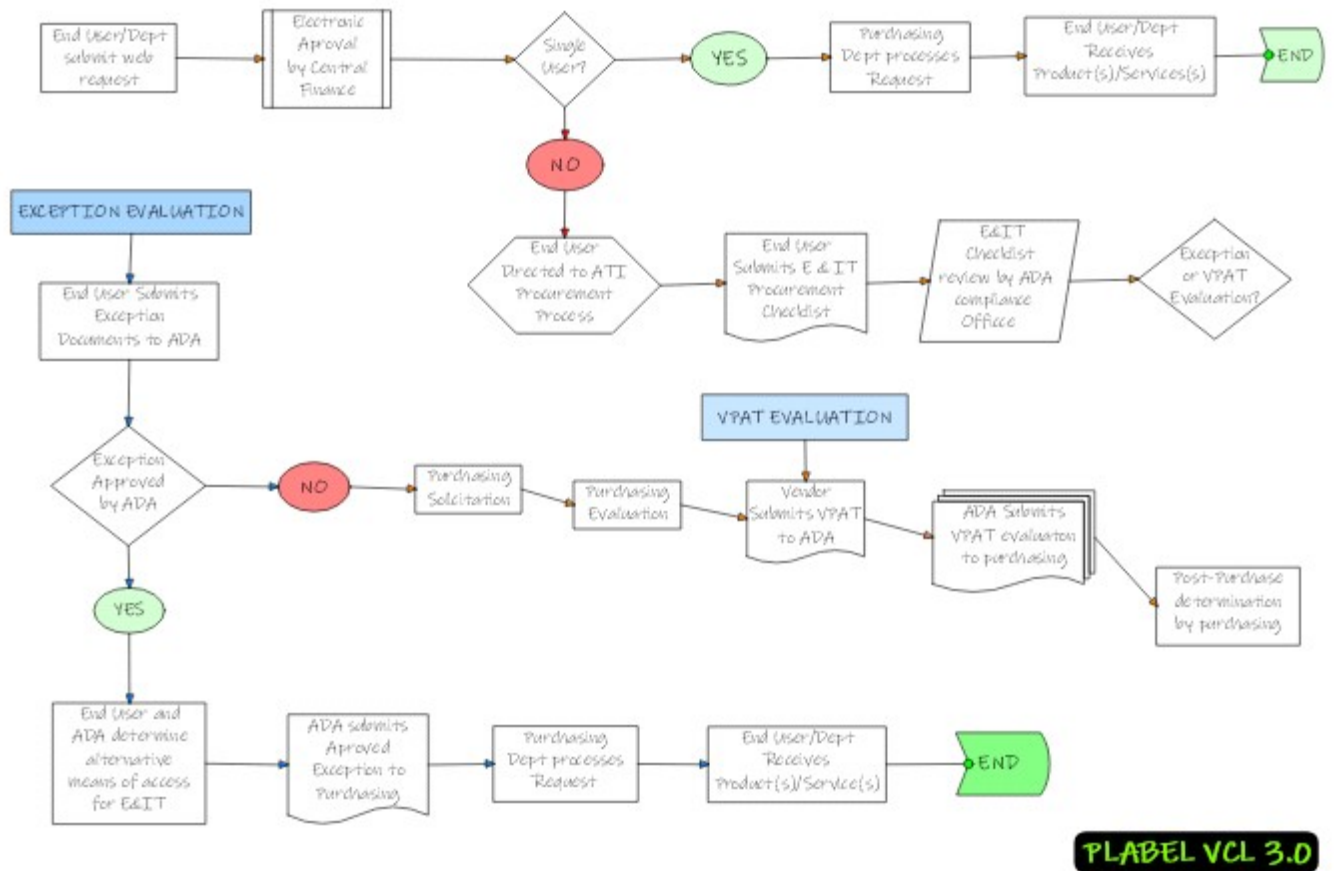 End User/Dept
submit web
request
Electronic
Aproval
by Central
Finance
Single
User?
YES
Purchasing
Dept processes
Request
End User/Dept
Receives
Product(s)/Services(s)
END
NO
EXCEPTION EVALUATION
End User
Directed to ATI
Procurement
Process
End User
Submits E & IT
Procurement
Checklist
E&IT
Checklist
review by ADA
compliance
Officce
Exception
or VPAT
Evaluation?
End User Submits
Exception
Documents to ADA
VPAT EVALUATION
Exception
Approved
by ADA
NO
Purchasing
Solcitation
Purchasing
Evaluation
Vendor
Submits VPAT
to ADA
ADA Submits
VPAT evaluaton
to purchasing
Post-Purchase
determination
by purchasing
YES
End User and
ADA determine
alternative
means of access
for E&IT
ADA submits
Aproved
Exception to
Purchasing
Purchasing
Dept processes
Request
End User/Dept
Receives
Product(s)/Service(s)
END
PLABEL VCL 3.0